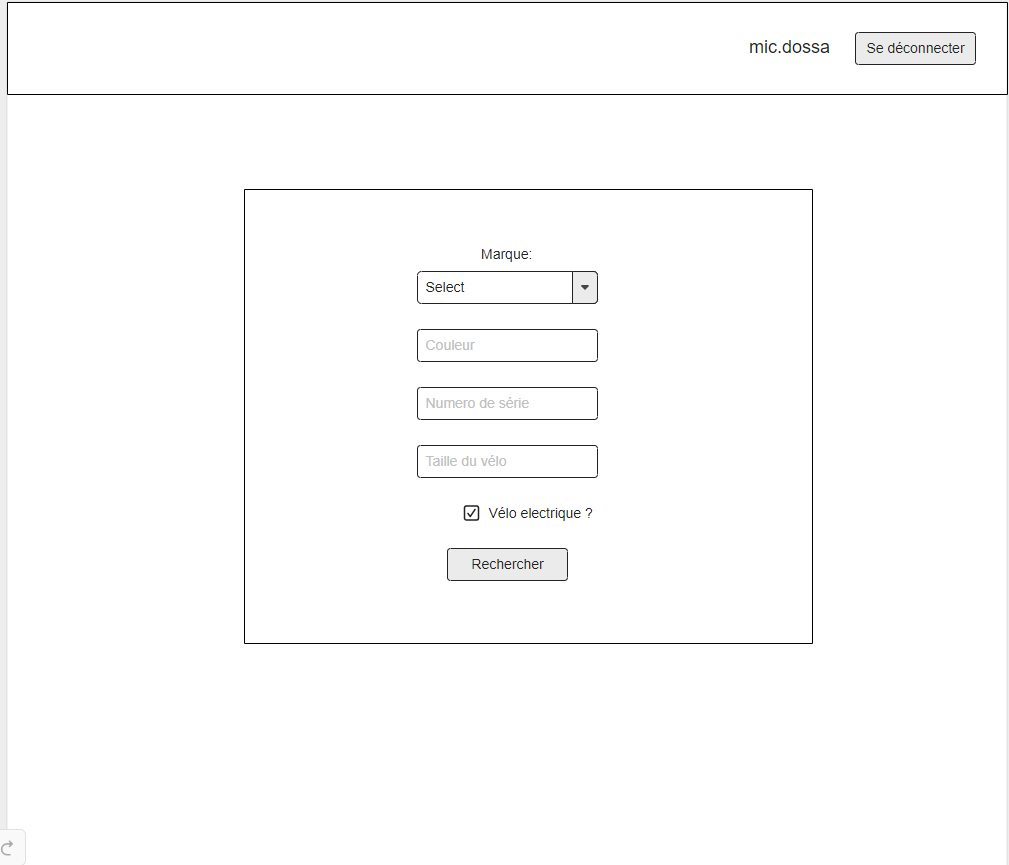 mic.dossa
Se déconnecter
Marque:
Select
Couleur
Numero de série
Taille du vélo
Vélo electrique ?
Rechercher